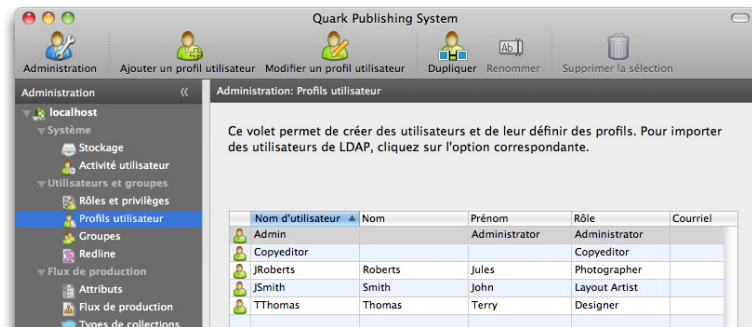 Quark Publishing System
Administration Ajouter un profil utilisateur Modifier un profil utilisateur Dupliquer Renommer Supprimer la sélection
Administration
Administration: Profils utilisateur
localhost
Système
Stockage
Activité utilisateur
Utilisateurs et groupes
Rôles et privilèges
Profils utilisateur
Groupes
Redline
Flux de production
Attributs
Flux de production
Types de collections
Ce volet permet de créer des utilisateurs et de leur définir des profils. Pour importer
des utilisateurs de LDAP, cliquez sur l'option correspondante.
Nom d'utilisateur Nom Prénom Rôle Courriel
Admin Administrator Administrator
Copyeditor Copyeditor
JRoberts Roberts Jules Photographer
JSmith Smith John Layout Artist
TThomas Thomas Terry Designer